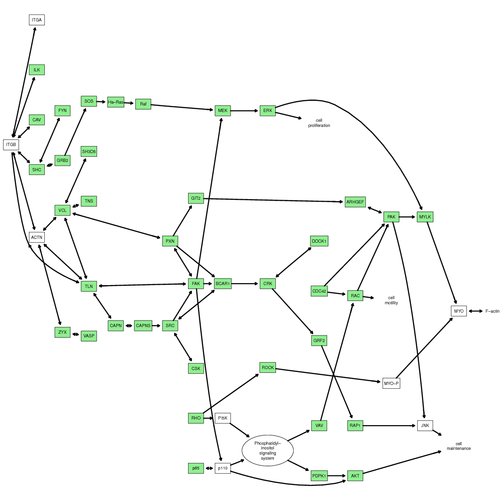 ITGA
ILK
FYN
SOS
Ha-Ras
Raf
MEK
ERK
CAV
cell
proliferation
ITGB
SHC
GRB2
SH3D5
TNS
VCL
GIT2
ARHGEF
PAK
MYLK
ACTN
PXN
DOCK1
TLN
FAK
BCAR1
CRK
CDC42
RAC
cell
motility
MYO
F-actin
CAPN
CAPNS
SRC
ZYX
VASP
GRF2
CSK
ROCK
MYO-P
RHO
PI5K
VAV
RAP1
JNK
Phosphatidyl-
inositol
signaling
system
cell
maintenance
p85
p110
PDPK1
AKT